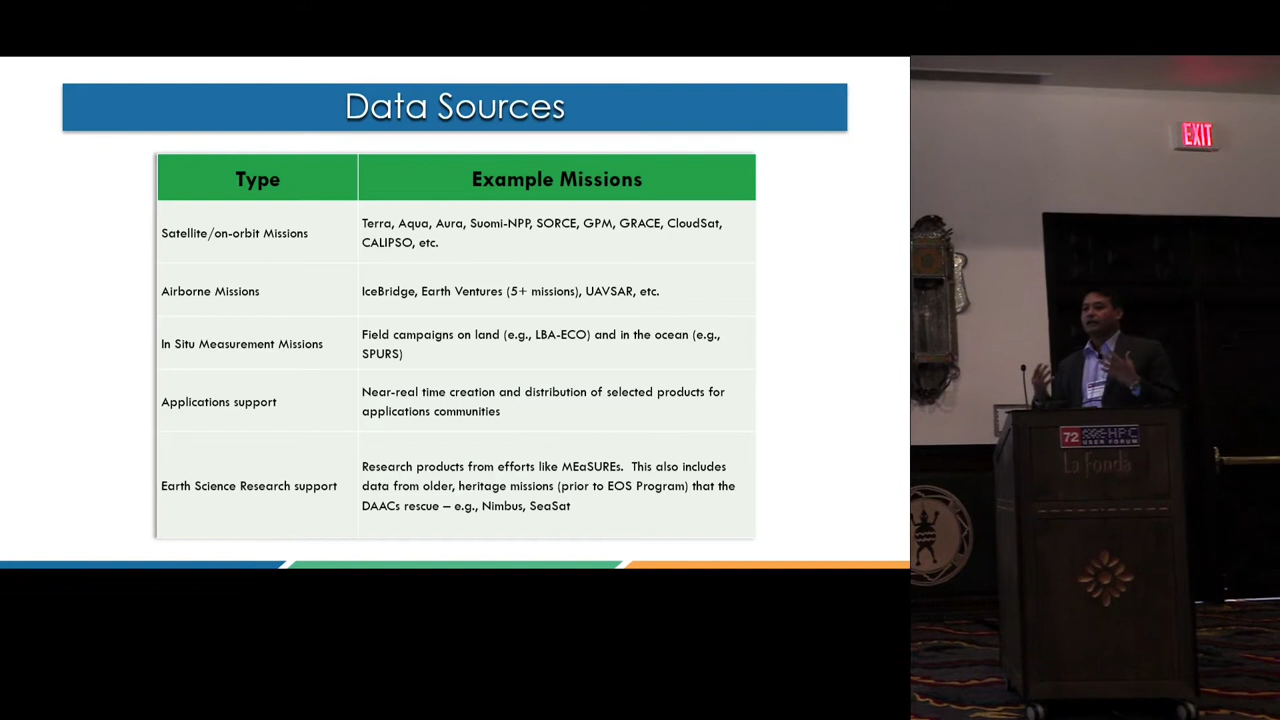 Data Sources
Type
Example Missions
Satellite/on-orbit Missions
Terra, Aqua, Aura, Suomi-NPP, SORCE, GPM, GRACE, CloudSat,
CALIPSO, etc.
Airborne Missions
IceBridge, Earth Ventures (5+ missions), UAVSAR, etc.
In Situ Measurement Missions
Field campaigns on land (e.g., LBA-ECO) and in the ocean (e.g.,
SPURS)
Applications support
Near-real time creation and distribution of selected products for
applications communities
Earth Science Research support
Research products from efforts like MEaSUREs.  This also includes
data from older, heritage missions (prior to EOS Program) that the
DAACs rescue – e.g., Nimbus, SeaSat
EXIT
72
HPC
USER FORUM
La Fonda